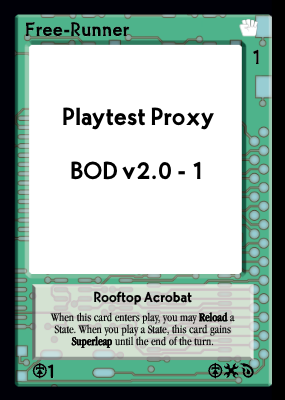 Free-Runner
1
Playtest Proxy
BOD v2.0 - 1
Rooftop Acrobat
When this card enters play, you may Reload a
State. When you play a State, this card gains
Superleap until the end of the turn.
1